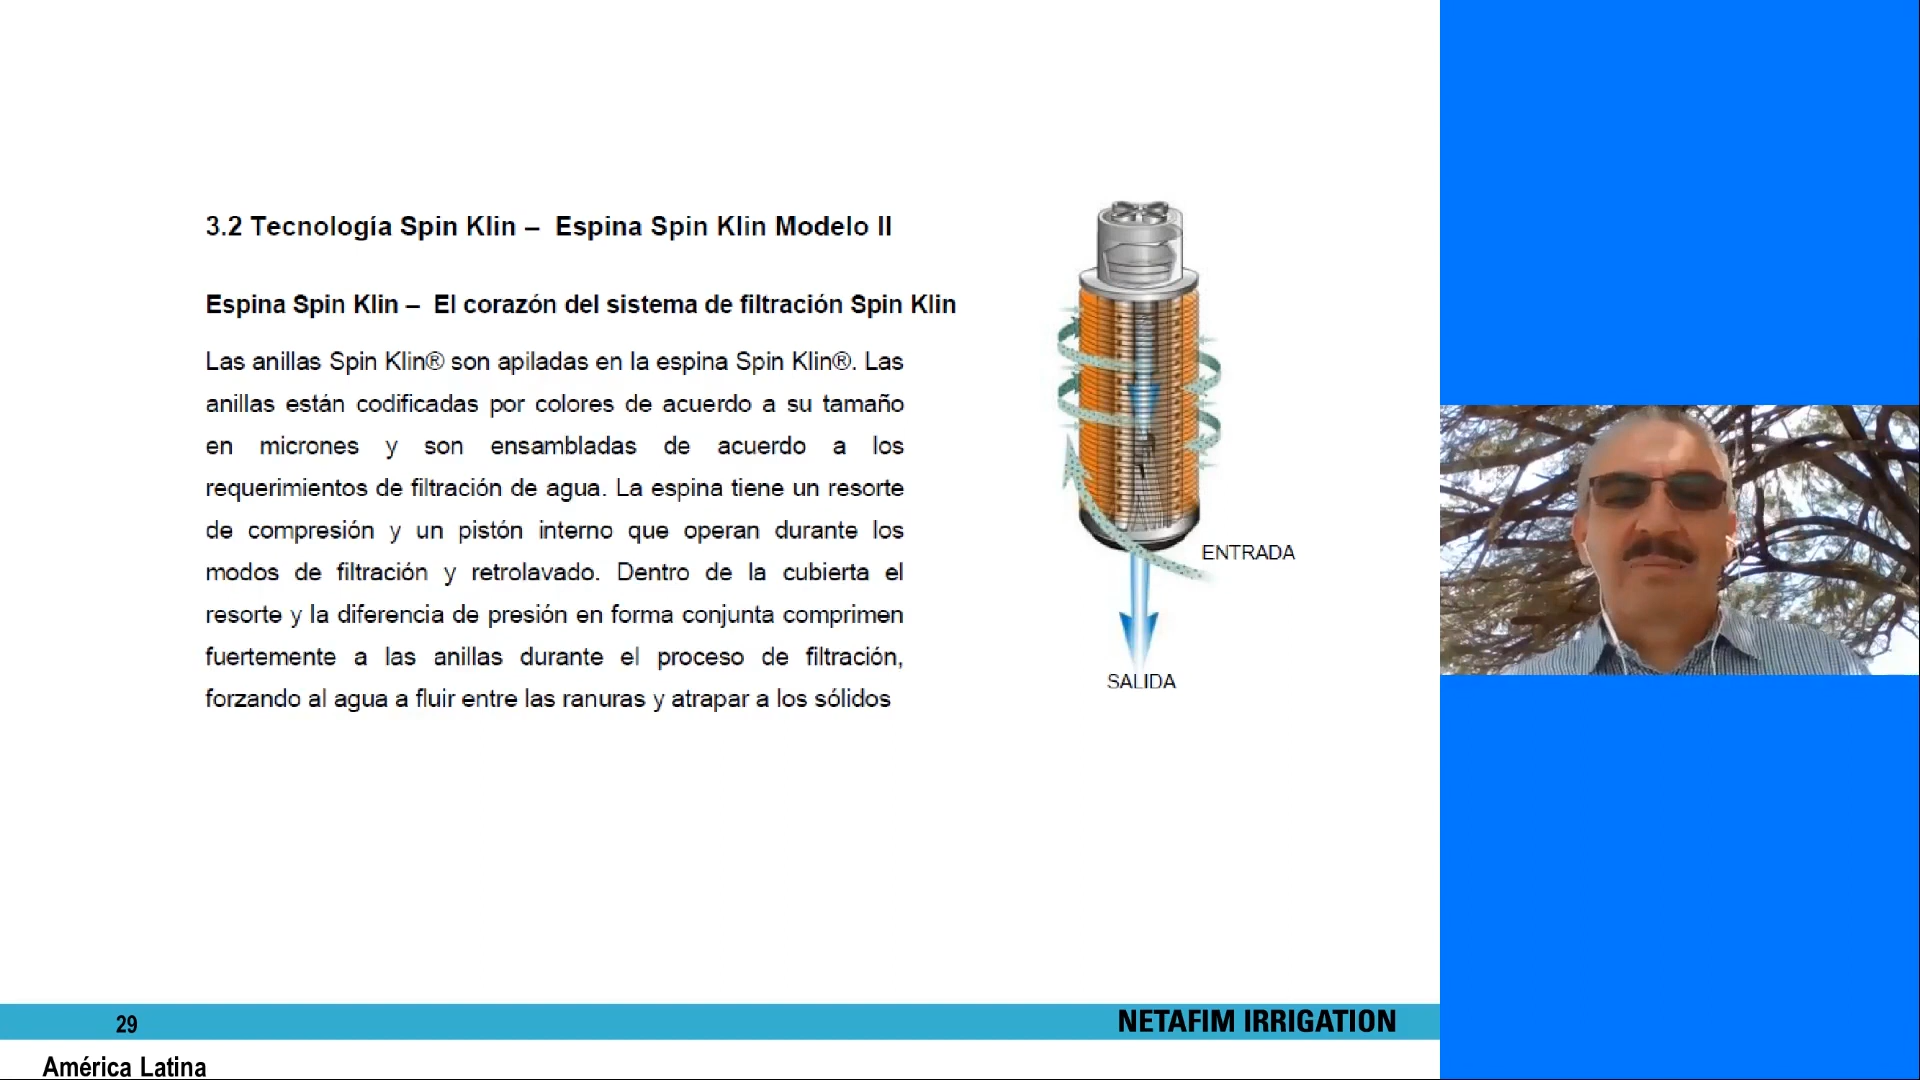 3.2 Tecnología Spin Klin – Espina Spin Klin Modelo II
Espina Spin Klin – El corazón del sistema de filtración Spin Klin
Las anillas Spin Klin® son apiladas en la espina Spin Klin®. Las
anillas están codificadas por colores de acuerdo a su tamaño
en micrones y son ensambladas de acuerdo a los
requerimientos de filtración de agua. La espina tiene un resorte
de compresión y un pistón interno que operan durante los
modos de filtración y retrolavado. Dentro de la cubierta el
resorte y la diferencia de presión en forma conjunta comprimen
fuertemente a las anillas durante el proceso de filtración,
forzando al agua a fluir entre las ranuras y atrapar a los sólidos
ENTRADA
SALIDA
29
NETAFIM IRRIGATION
América Latina